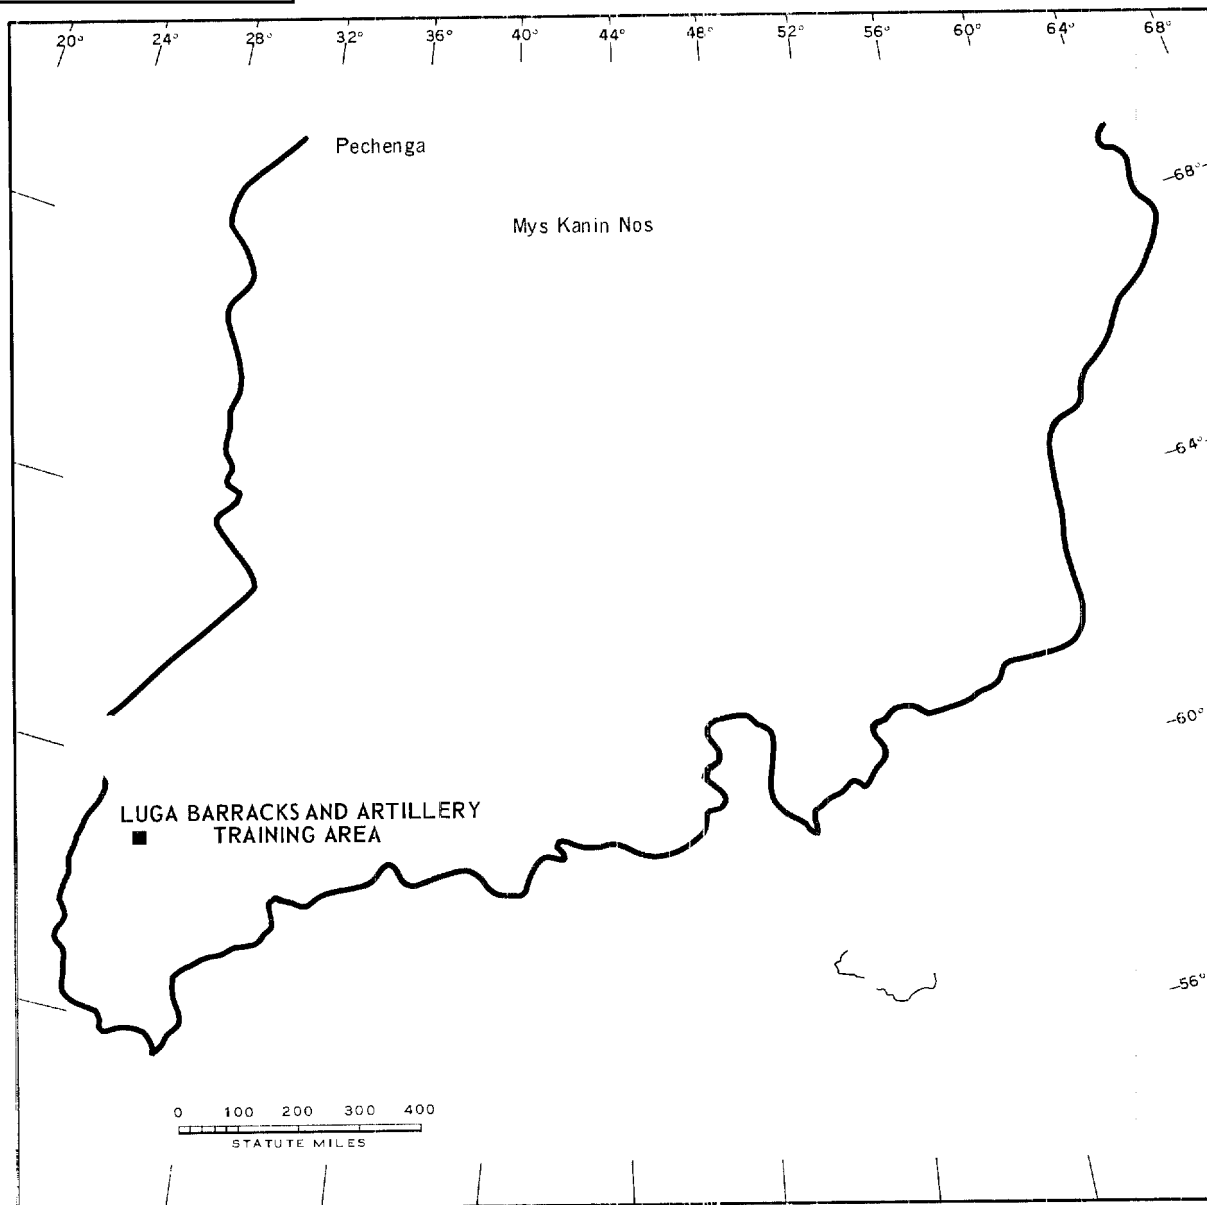 20° 24° 28° 32° 36° 40° 44° 48° 52° 56° 60° 64° 68°
Pechenga
68°
Mys Kanin Nos
64°
60°
LUGA BARRACKS AND ARTILLERY
TRAINING AREA
56°
0 100 200 300 400
STATUTE MILES